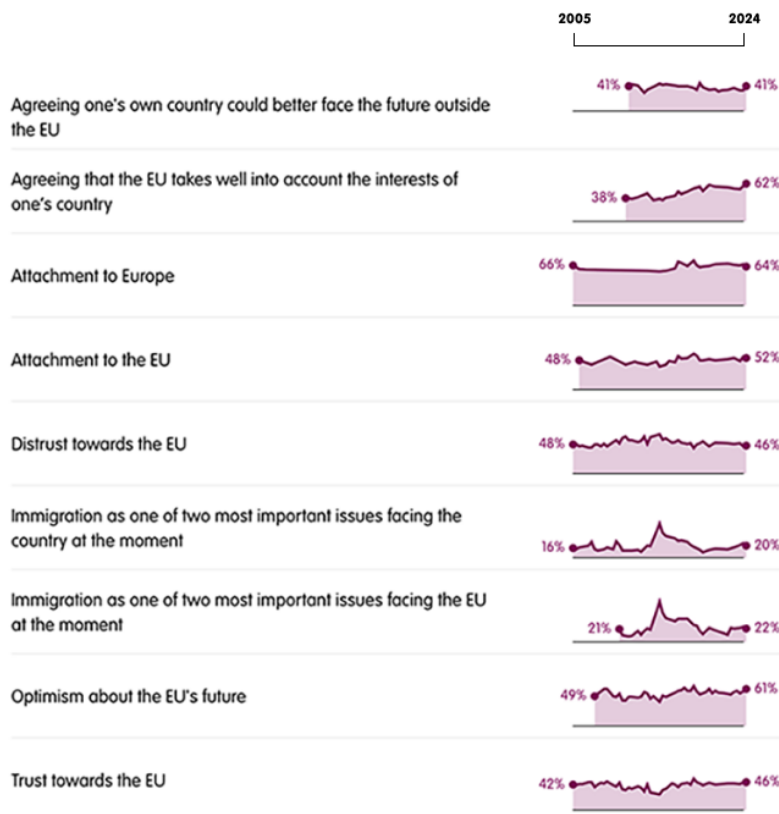 2005 2024
41% 41%
Agreeing one's own country could better face the future outside
the EU
Agreeing that the EU takes well into account the interests of
one's country
38% 62%
Attachment to Europe
66% 64%
Attachment to the EU
48% 52%
Distrust towards the EU
48% 46%
Immigration as one of two most important issues facing the
country at the moment
16% 20%
Immigration as one of two most important issues facing the EU
at the moment
21% 22%
Optimism about the EU's future
49% 61%
Trust towards the EU
42% 46%